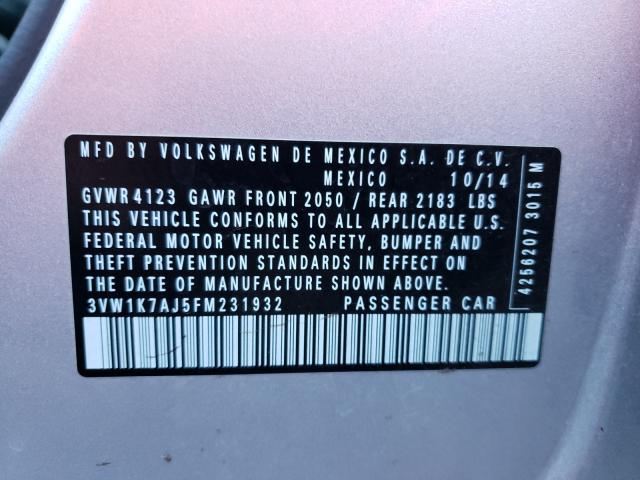 MFD BY VOLKSWAGEN DE MEXICO S.A. DE C.V.
MEXICO 10/14
GVWR 4123 GAWR FRONT 2050 / REAR 2183 LBS
THIS VEHICLE CONFORMS TO ALL APPLICABLE U.S.
FEDERAL MOTOR VEHICLE SAFETY, BUMPER AND
THEFT PREVENTION STANDARDS IN EFFECT ON
THE DATE OF MANUFACTURE SHOWN ABOVE.
3VW1K7AJ5FM231932 PASSENGER CAR
4256207 3015 M